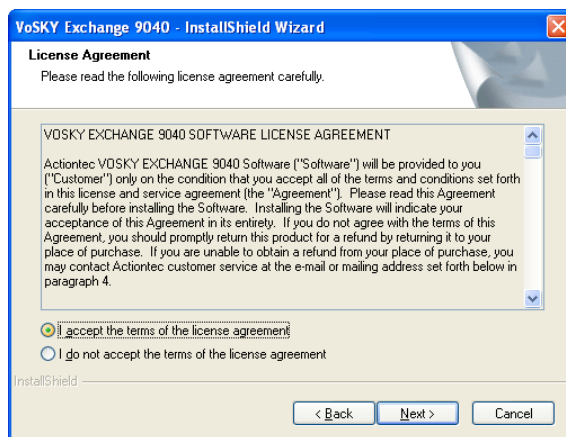 VoSKY Exchange 9040 - InstallShield Wizard
License Agreement
Please read the following license agreement carefully.
VOSKY EXCHANGE 9040 SOFTWARE LICENSE AGREEMENT
Actiontec VOSKY EXCHANGE 9040 Software ("Software") will be provided to you
("Customer") only on the condition that you accept all of the terms and conditions set forth
in this license and service agreement (the "Agreement"). Please read this Agreement
carefully before installing the Software. Installing the Software will indicate your
acceptance of this Agreement in its entirety. If you do not agree with the terms of this
Agreement, you should promptly return this product for a refund by returning it to your
place of purchase. If you are unable to obtain a refund from your place of purchase, you
may contact Actiontec customer service at the e-mail or mailing address set forth below in
paragraph 4.
I accept the terms of the license agreement
I do not accept the terms of the license agreement
InstallShield
< Back Next > Cancel